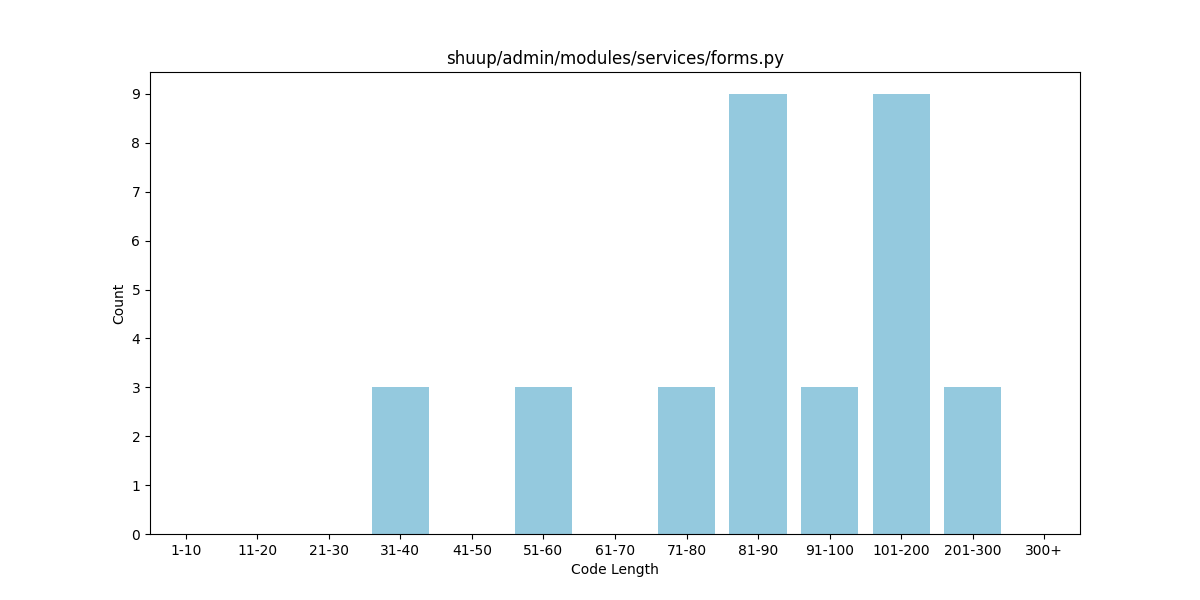 shuup/admin/modules/services/forms.py
9
8
7
6
5
4
3
2
1
0
Count
1-10 11-20 21-30 31-40 41-50 51-60 61-70 71-80 81-90 91-100 101-200 201-300 300+
Code Length